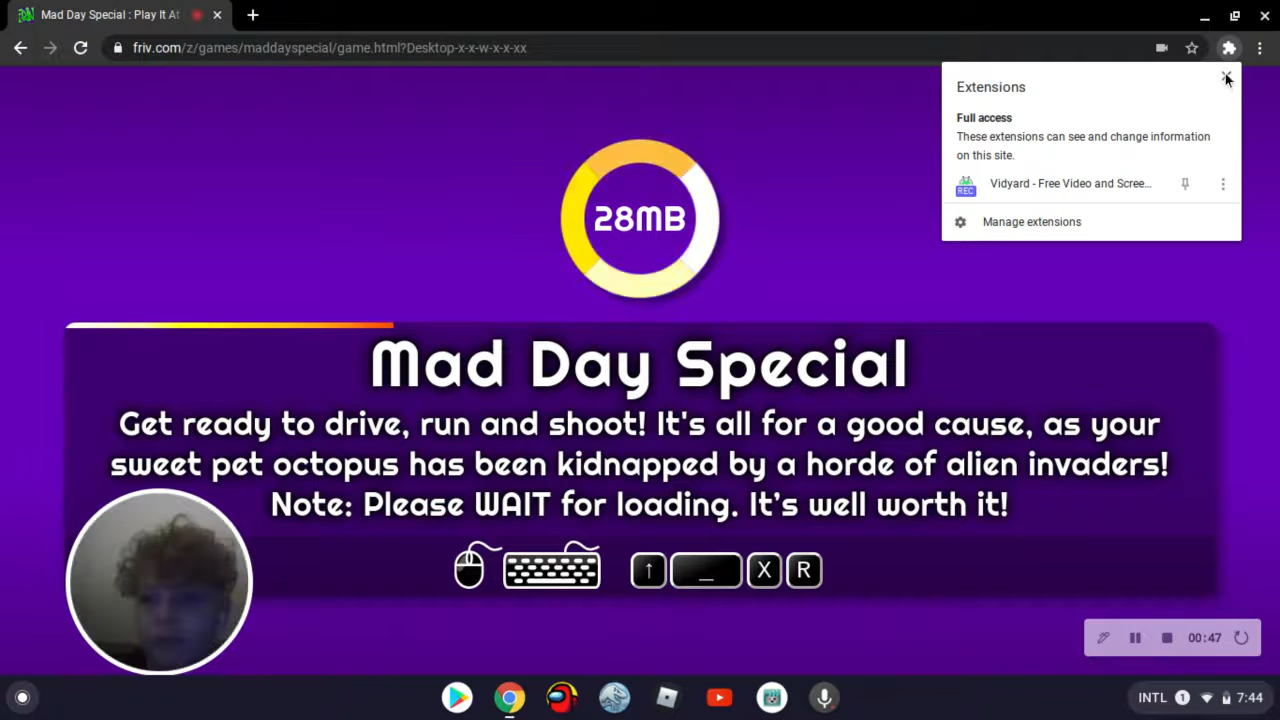 Mad Day Special : Play It At
friv.com/z/games/maddayspecial/game.html?Desktop-x-x-w-x-x-xx
Extensions
Full access
These extensions can see and change information
on this site.
REC Vidyard - Free Video and Scree...
Manage extensions
28MB
Mad Day Special
Get ready to drive, run and shoot! It's all for a good cause, as your
sweet pet octopus has been kidnapped by a horde of alien invaders!
Note: Please WAIT for loading. It's well worth it!
↑ _ X R
00:47
INTL 1 7:44